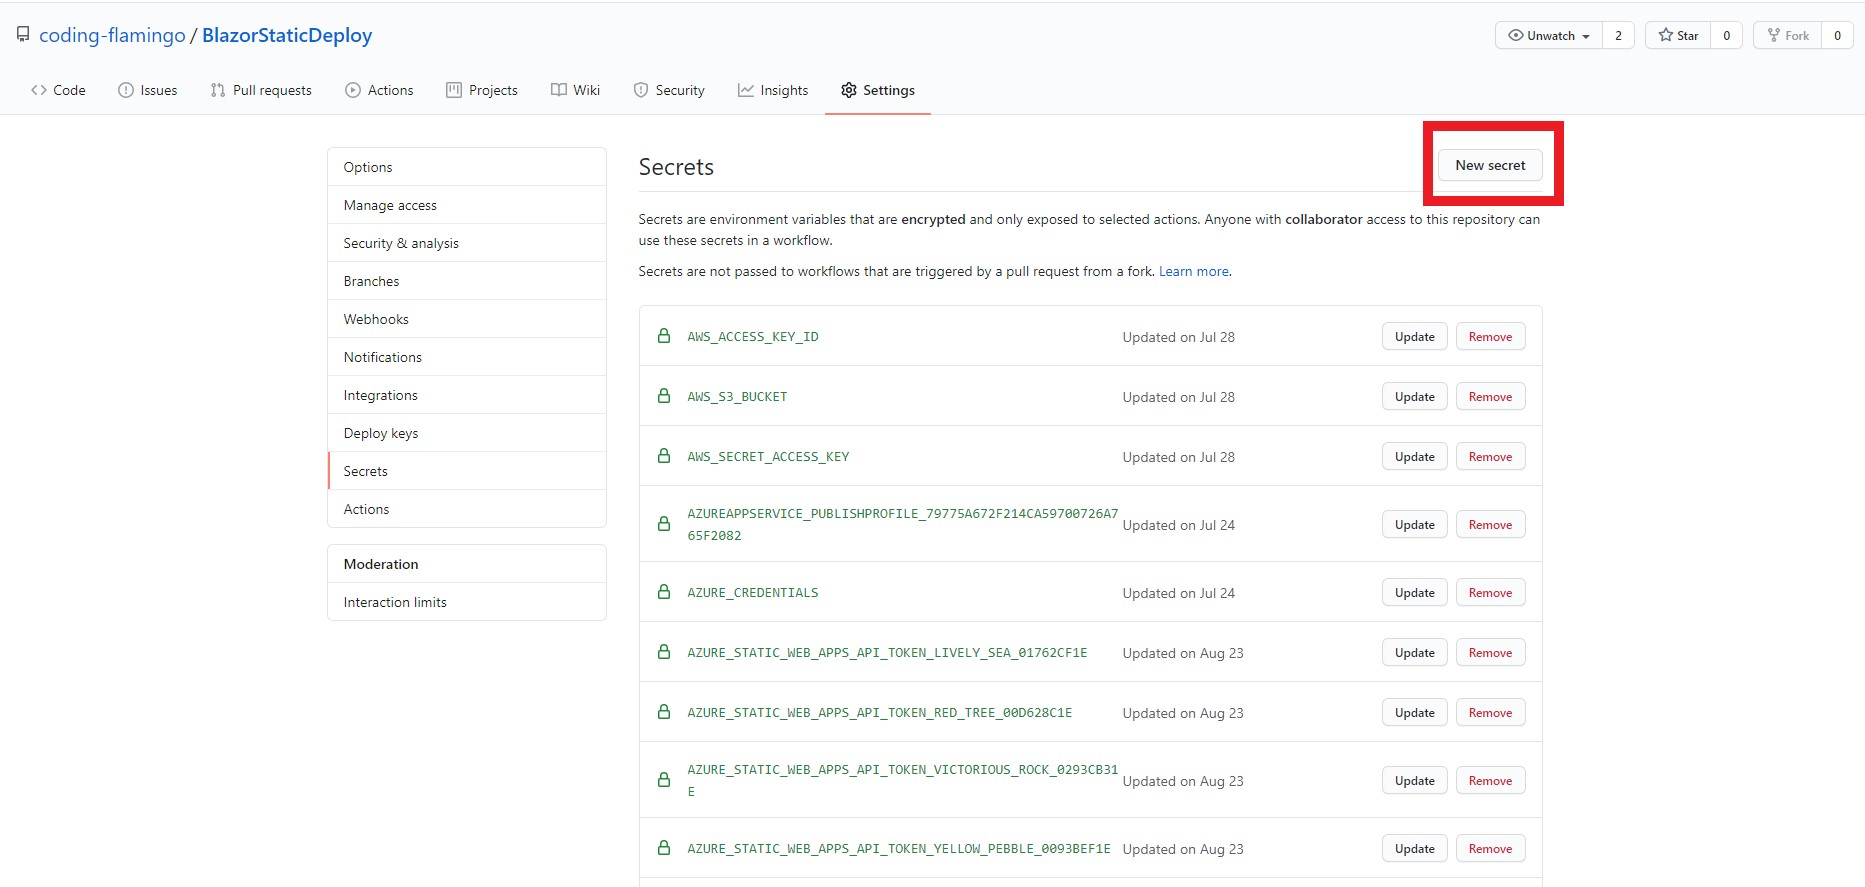 coding-flamingo / BlazorStaticDeploy
Unwatch 2 Star 0 Fork 0
Code Issues Pull requests Actions Projects Wiki Security Insights Settings
Options
Manage access
Security & analysis
Branches
Webhooks
Notifications
Integrations
Deploy keys
Secrets
Actions
Moderation
Interaction limits
Secrets
New secret
Secrets are environment variables that are encrypted and only exposed to selected actions. Anyone with collaborator access to this repository can
use these secrets in a workflow.
Secrets are not passed to workflows that are triggered by a pull request from a fork. Learn more.
AWS_ACCESS_KEY_ID Updated on Jul 28 Update Remove
AWS_S3_BUCKET Updated on Jul 28 Update Remove
AWS_SECRET_ACCESS_KEY Updated on Jul 28 Update Remove
AZUREAPPSERVICE_PUBLISHPROFILE_79775A672F214CA59700726A7
65F2082
Updated on Jul 24 Update Remove
AZURE_CREDENTIALS Updated on Jul 24 Update Remove
AZURE_STATIC_WEB_APPS_API_TOKEN_LIVELY_SEA_01762CF1E Updated on Aug 23 Update Remove
AZURE_STATIC_WEB_APPS_API_TOKEN_RED_TREE_00D628C1E Updated on Aug 23 Update Remove
AZURE_STATIC_WEB_APPS_API_TOKEN_VICTORIOUS_ROCK_0293CB31
E
Updated on Aug 23 Update Remove
AZURE_STATIC_WEB_APPS_API_TOKEN_YELLOW_PEBBLE_0093BEF1E Updated on Aug 23 Update Remove